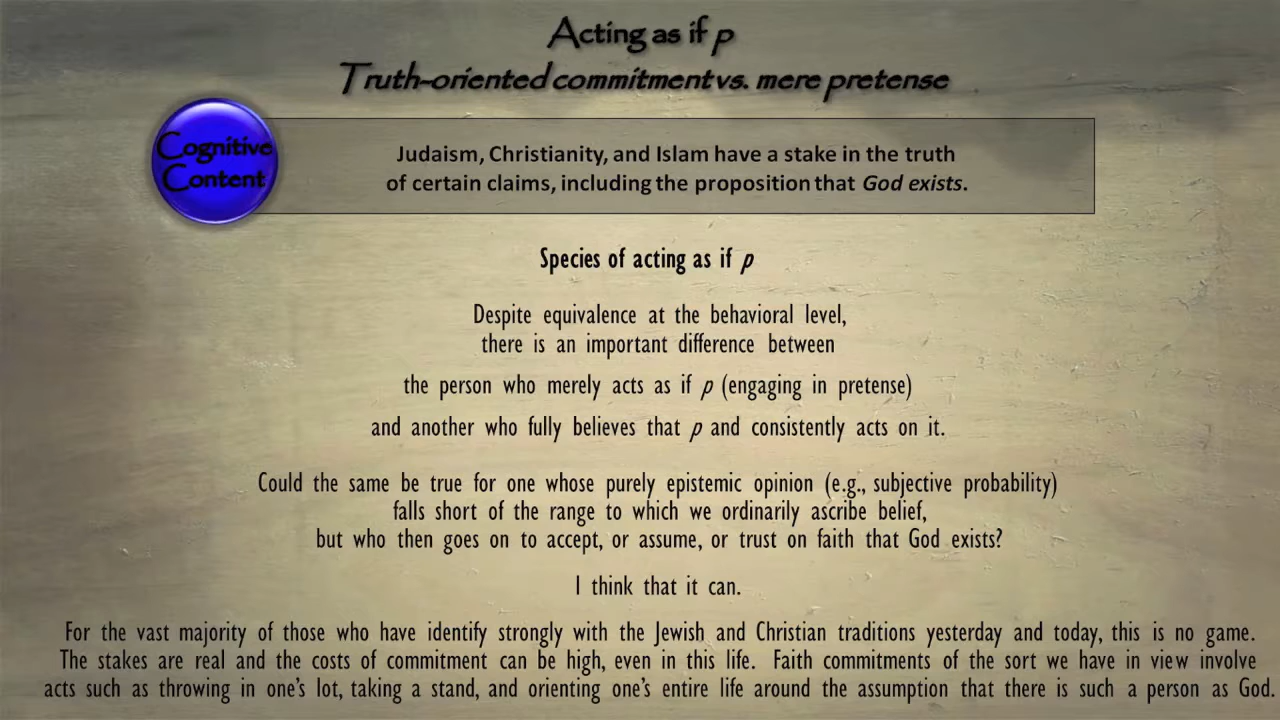 Acting as if p
Truth-oriented commitment vs. mere pretense
Cognitive
Content
Judaism, Christianity, and Islam have a stake in the truth
of certain claims, including the proposition that God exists.
Species of acting as if p
Despite equivalence at the behavioral level,
there is an important difference between
the person who merely acts as if p (engaging in pretense)
and another who fully believes that p and consistently acts on it.
Could the same be true for one whose purely epistemic opinion (e.g., subjective probability)
falls short of the range to which we ordinarily ascribe belief,
but who then goes on to accept, or assume, or trust on faith that God exists?
I think that it can.
For the vast majority of those who have identify strongly with the Jewish and Christian traditions yesterday and today, this is no game.
The stakes are real and the costs of commitment can be high, even in this life. Faith commitments of the sort we have in view involve
acts such as throwing in one's lot, taking a stand, and orienting one's entire life around the assumption that there is such a person as God.